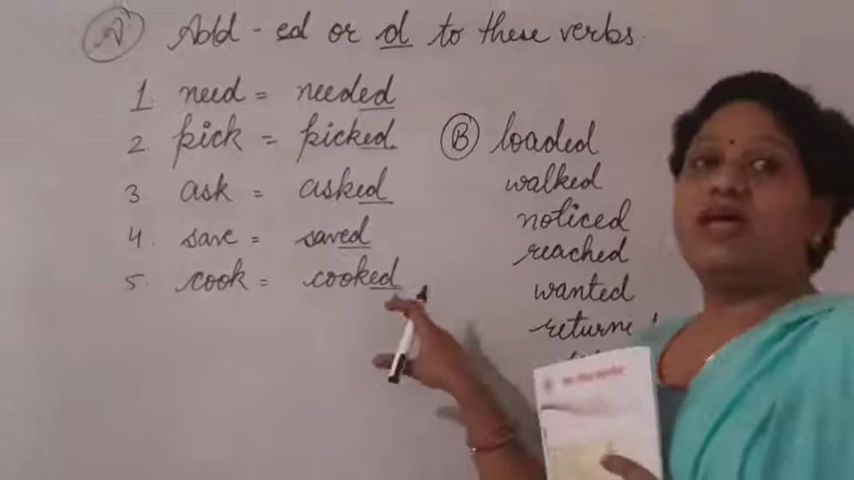 A Add - ed or d to these verbs.
1. need = needed
2. pick = picked
3 ask = asked
4. save = saved
5. cook = cooked
B loaded
walked
noticed
reached
wanted